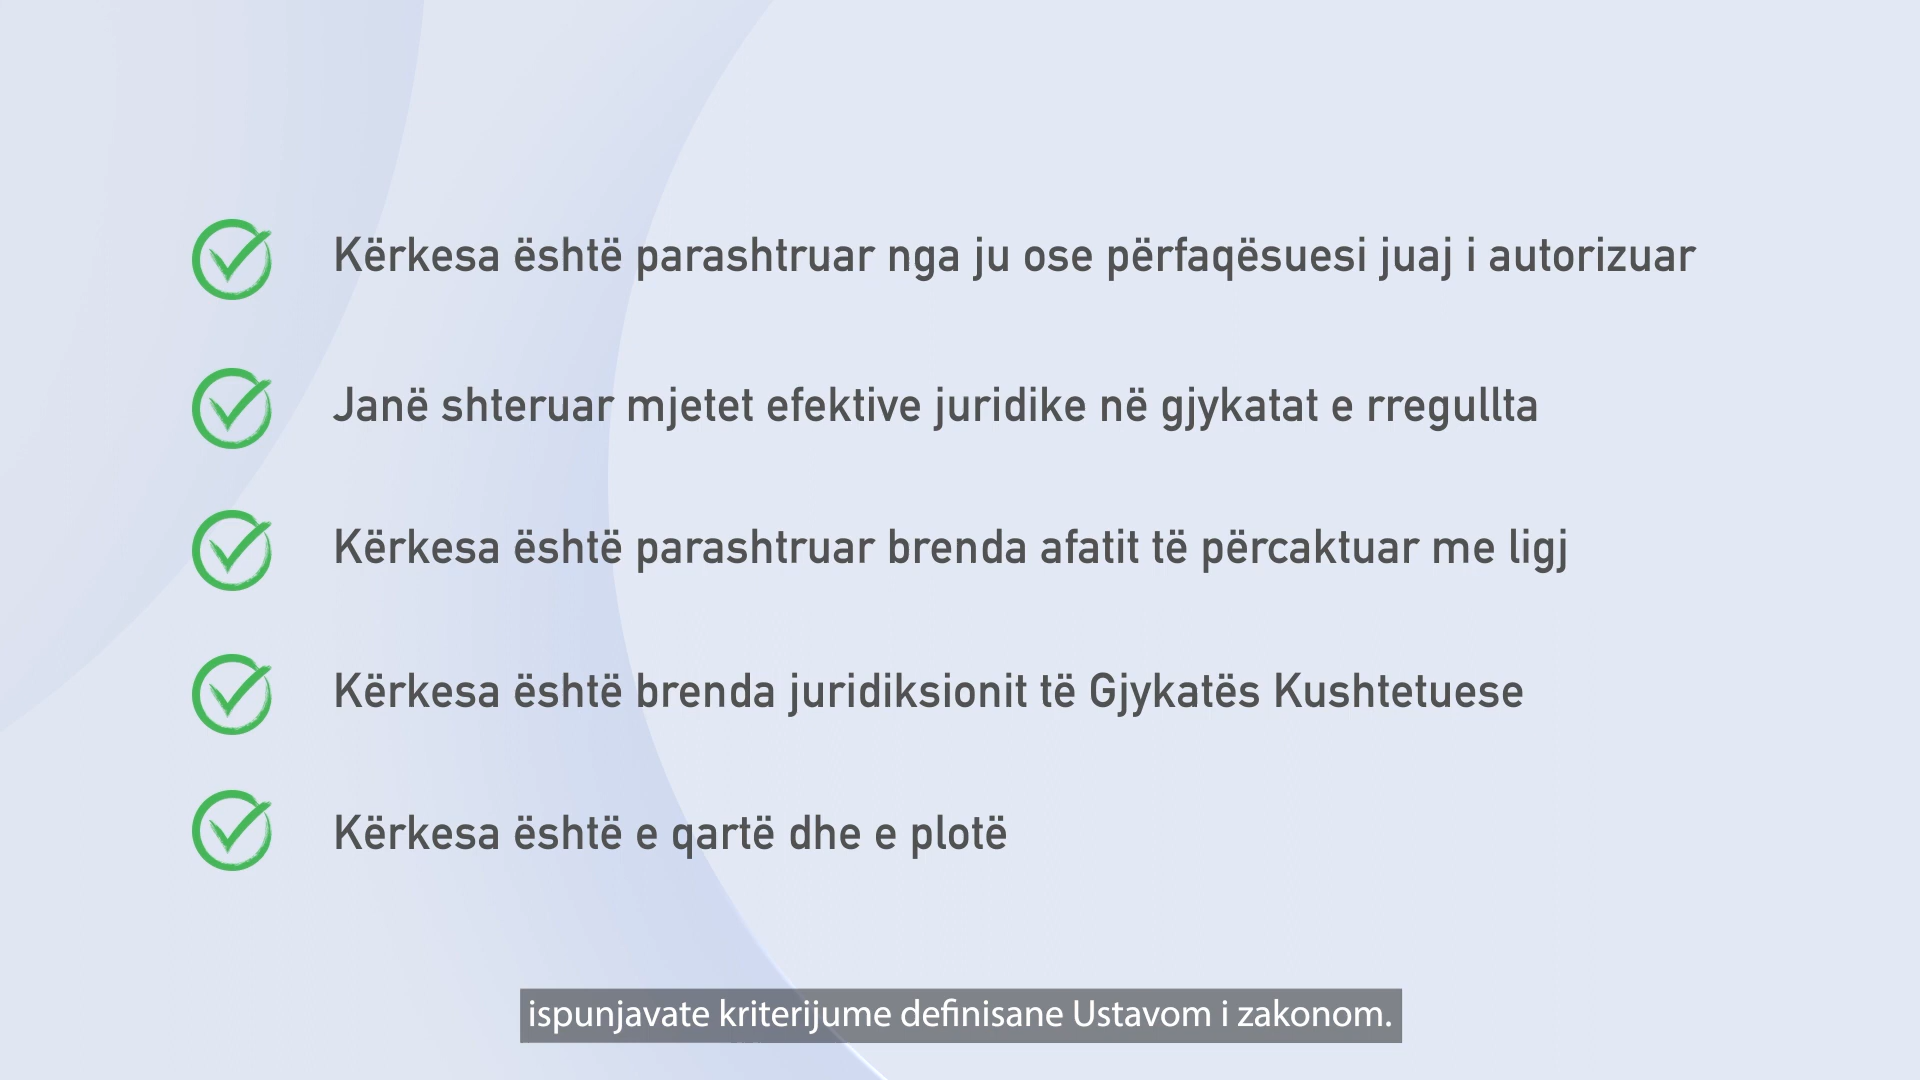 Kërkesa është parashtruar nga ju ose përfaqësuesi juaj i autorizuar
Janë shteruar mjetet efektive juridike në gjykatat e rregullta
Kërkesa është parashtruar brenda afatit të përcaktuar me ligj
Kërkesa është brenda juridiksionit të Gjykatës Kushtetuese
Kërkesa është e qartë dhe e plotë
ispunjavate kriterijume definisane Ustavom i zakonom.